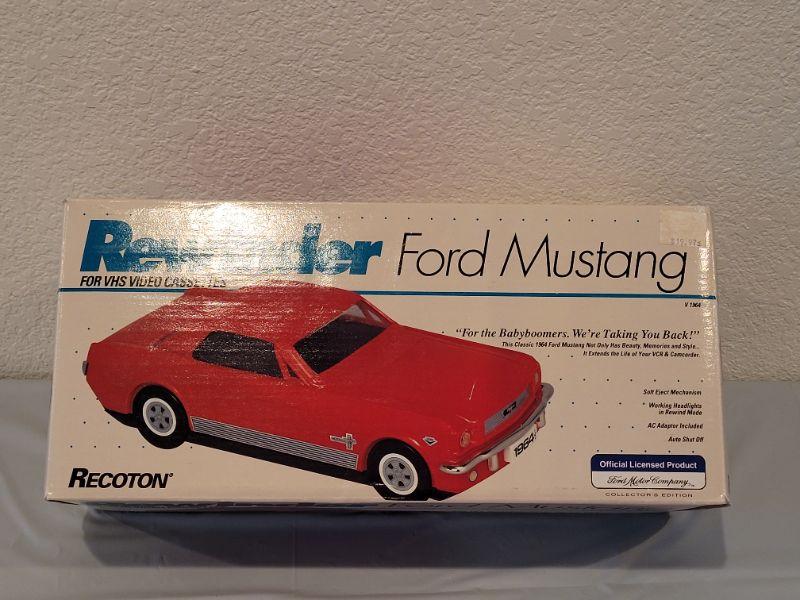 Rewinder Ford Mustang
FOR VHS VIDEO CASSETTES
V 1964
"For the Babyboomers. We're Taking You Back!"
This Classic 1964 Ford Mustang Not Only Has Beauty, Memories and Style...
It Extends the Life of Your VCR & Camcorder.
Soft Eject Mechanism
Working Headlights
in Rewind Mode
AC Adaptor Included
Auto Shut Off
1964
Official Licensed Product
Ford Motor Company
COLLECTOR'S EDITION
RECOTON